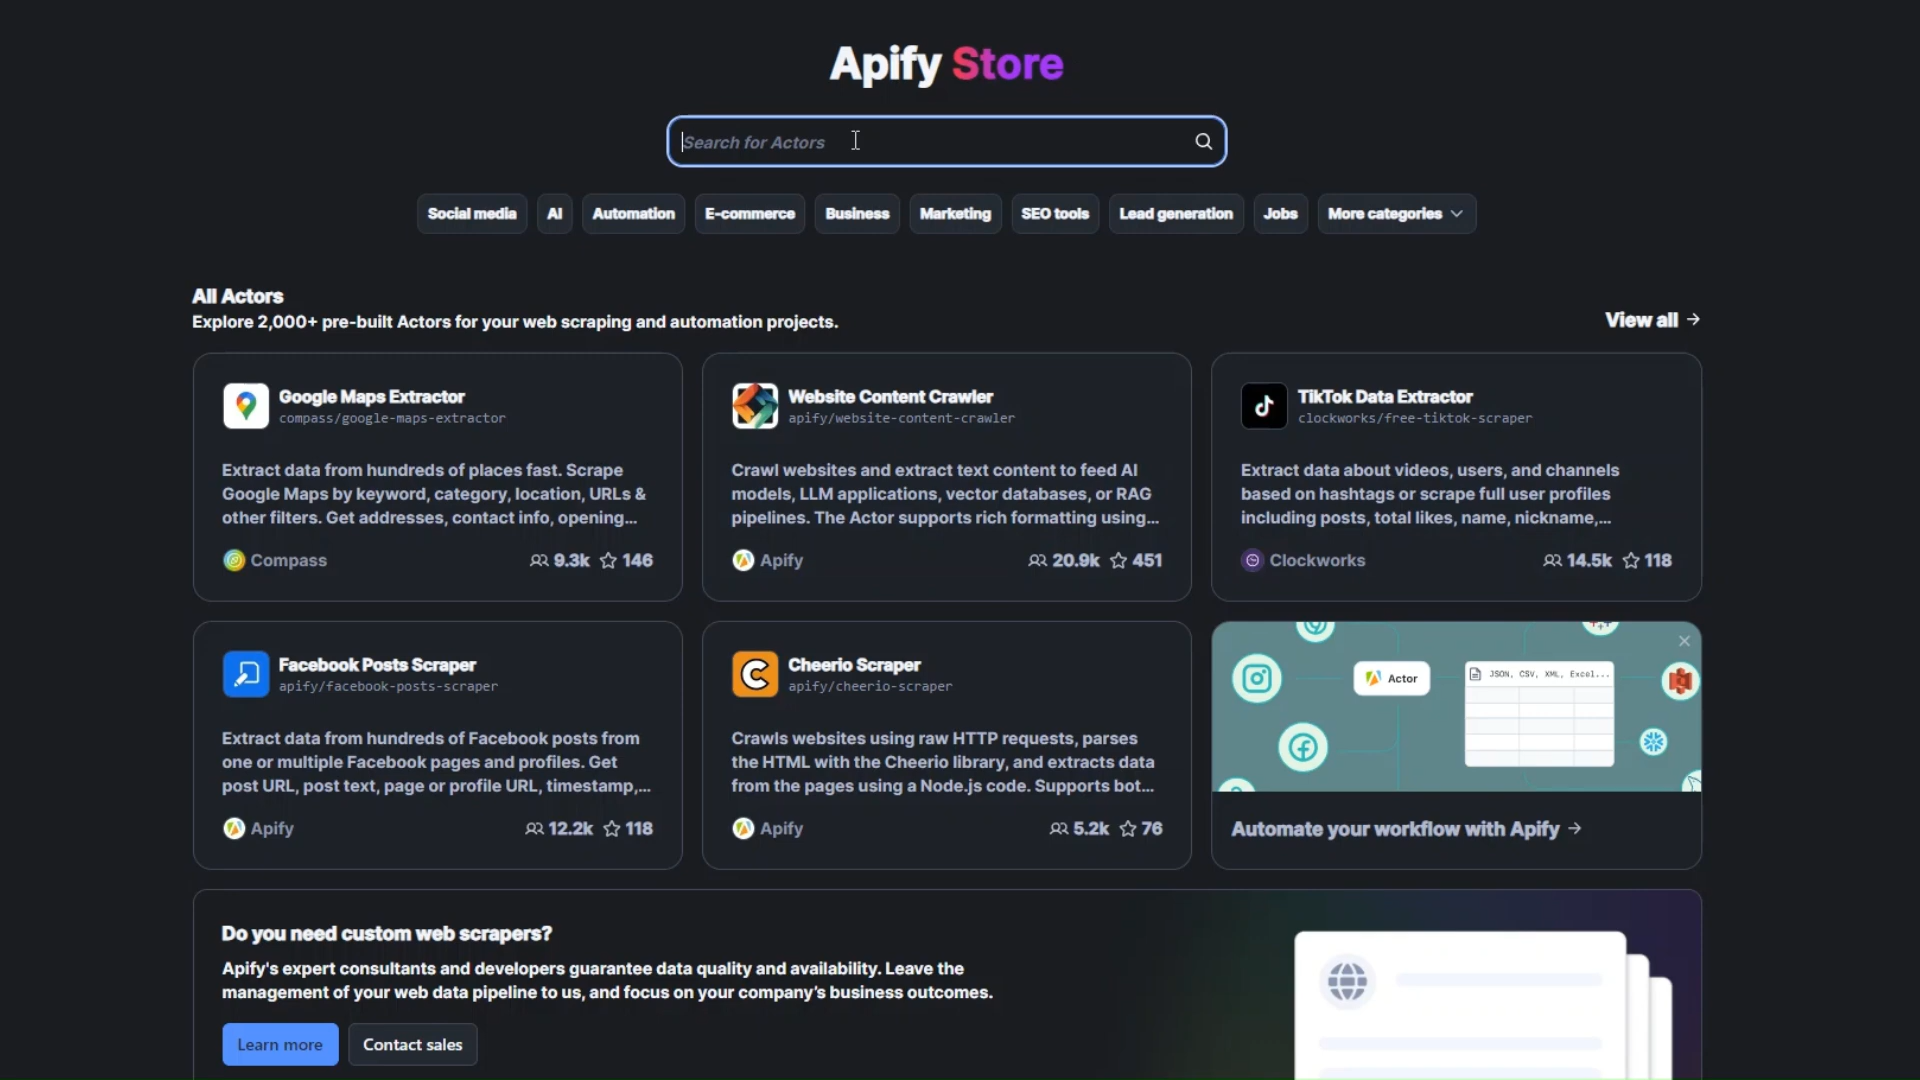 Apify Store
Search for Actors
Social media
AI
Automation
E-commerce
Business
Marketing
SEO tools
Lead generation
Jobs
More categories
All Actors
Explore 2,000+ pre-built Actors for your web scraping and automation projects.
View all
Google Maps Extractor
compass/google-maps-extractor
Extract data from hundreds of places fast. Scrape
Google Maps by keyword, category, location, URLs &
other filters. Get addresses, contact info, opening...
Compass
9.3k
146
Website Content Crawler
apify/website-content-crawler
Crawl websites and extract text content to feed AI
models, LLM applications, vector databases, or RAG
pipelines. The Actor supports rich formatting using...
Apify
20.9k
451
TikTok Data Extractor
clockworks/free-tiktok-scraper
Extract data about videos, users, and channels
based on hashtags or scrape full user profiles
including posts, total likes, name, nickname,...
Clockworks
14.5k
118
Facebook Posts Scraper
apify/facebook-posts-scraper
Extract data from hundreds of Facebook posts from
one or multiple Facebook pages and profiles. Get
post URL, post text, page or profile URL, timestamp,...
Apify
12.2k
118
Cheerio Scraper
apify/cheerio-scraper
Crawls websites using raw HTTP requests, parses
the HTML with the Cheerio library, and extracts data
from the pages using a Node.js code. Supports bot...
Apify
5.2k
76
Actor
JSON, CSV, XML, Excel...
Automate your workflow with Apify
Do you need custom web scrapers?
Apify's expert consultants and developers guarantee data quality and availability. Leave the
management of your web data pipeline to us, and focus on your company’s business outcomes.
Learn more
Contact sales